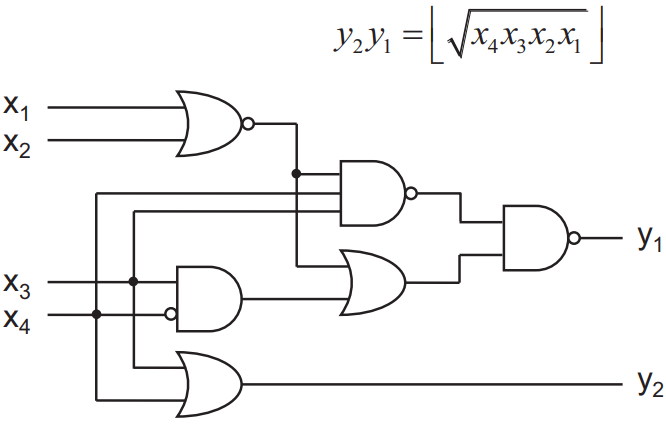 y₂y₁ = ⌊√x₄x₃x₂x₁⌋
x₁
x₂
y₁
x₃
x₄
y₂